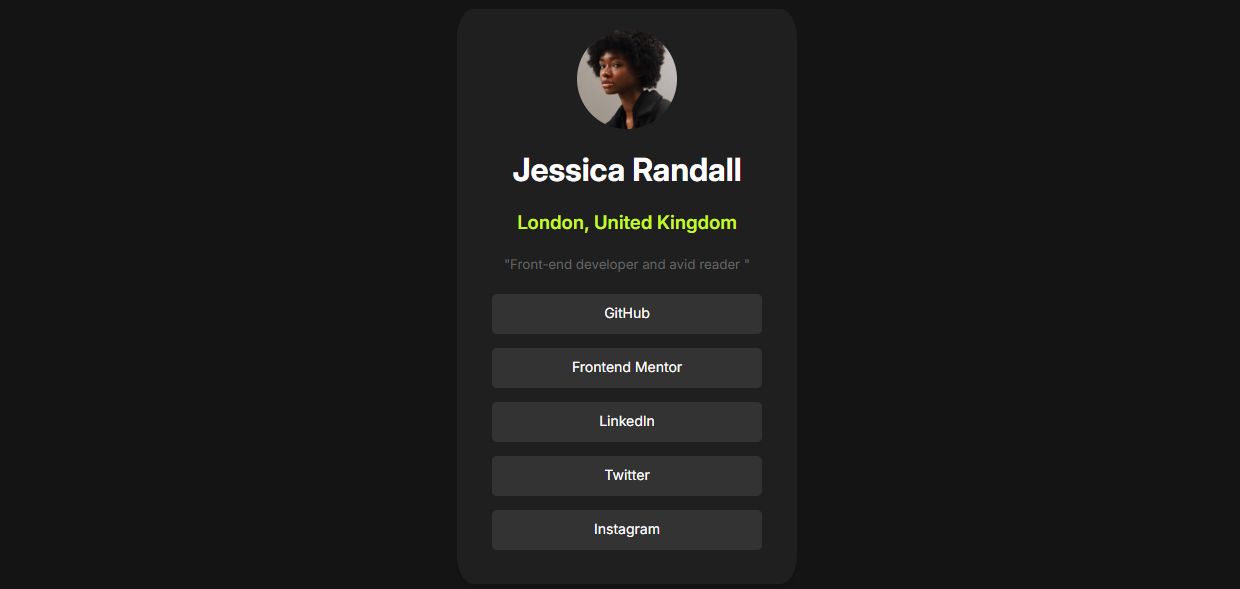 Jessica Randall
London, United Kingdom
"Front-end developer and avid reader "
GitHub
Frontend Mentor
LinkedIn
Twitter
Instagram